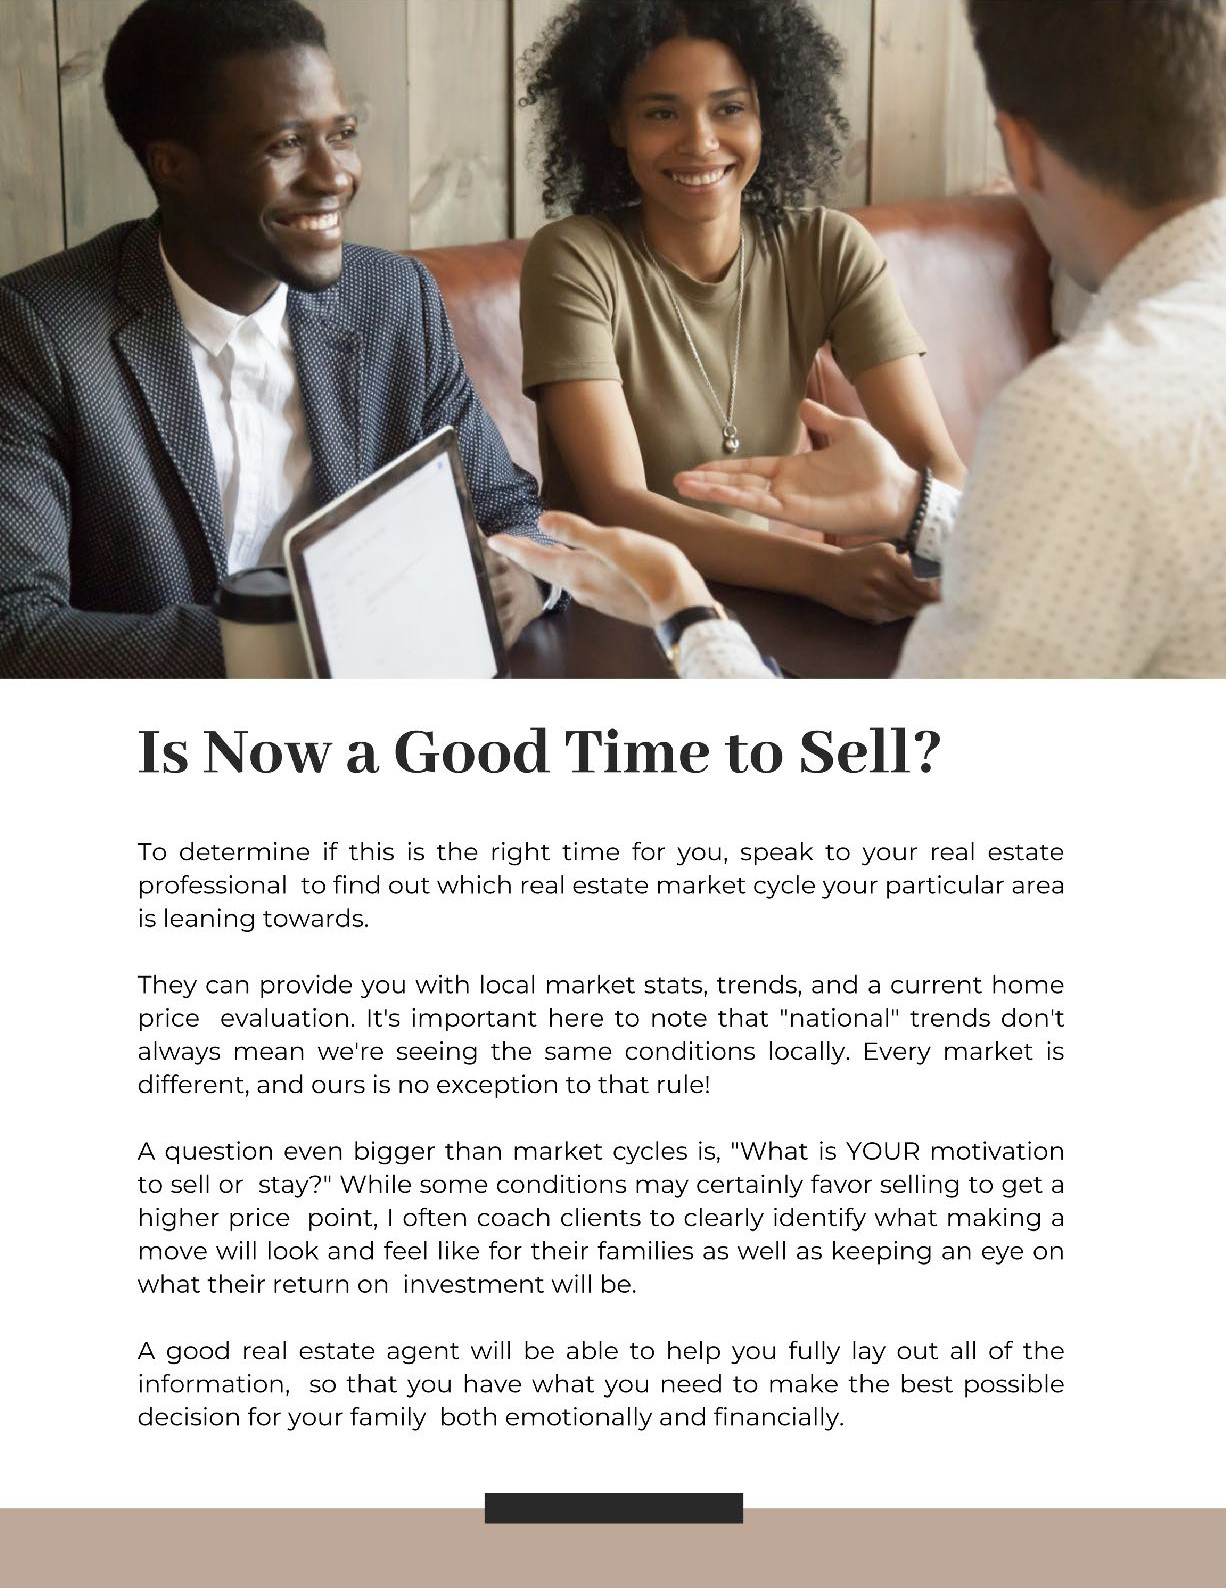 Is Now a Good Time to Sell?
To determine if this is the right time for you, speak to your real estate
professional to find out which real estate market cycle your particular area
is leaning towards.
They can provide you with local market stats, trends, and a current home
price evaluation. It's important here to note that "national" trends don't
always mean we're seeing the same conditions locally. Every market is
different, and ours is no exception to that rule!
A question even bigger than market cycles is, "What is YOUR motivation
to sell or stay?" While some conditions may certainly favor selling to get a
higher price point, I often coach clients to clearly identify what making a
move will look and feel like for their families as well as keeping an eye on
what their return on investment will be.
A good real estate agent will be able to help you fully lay out all of the
information, so that you have what you need to make the best possible
decision for your family both emotionally and financially.